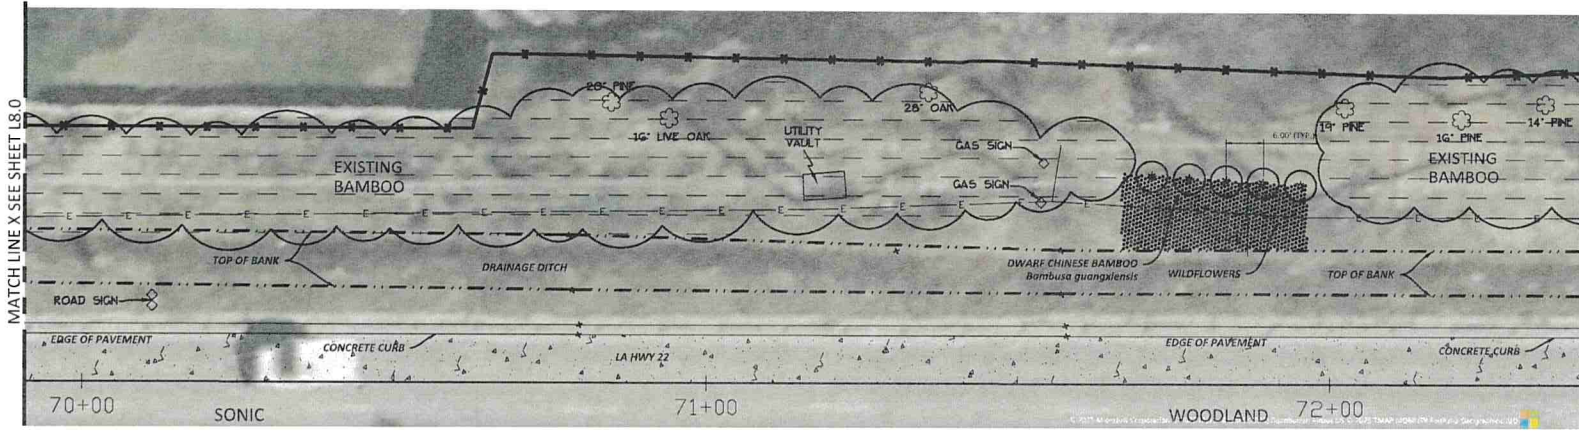 MATCH LINE X SEE SHEET L8.0
20" PINE
16" LIVE OAK
28" OAK
UTILITY
VAULT
GAS SIGN
GAS SIGN
6.00' (TYP.)
19" PINE
16" PINE
14" PINE
EXISTING
BAMBOO
EXISTING
BAMBOO
E E E E E E E E E E E E E E E E
TOP OF BANK
DRAINAGE DITCH
DWARF CHINESE BAMBOO
Bambusa guangxiensis
WILDFLOWERS
TOP OF BANK
ROAD SIGN
EDGE OF PAVEMENT
CONCRETE CURB
LA HWY 22
EDGE OF PAVEMENT
CONCRETE CURB
70+00
SONIC
71+00
WOODLAND
72+00